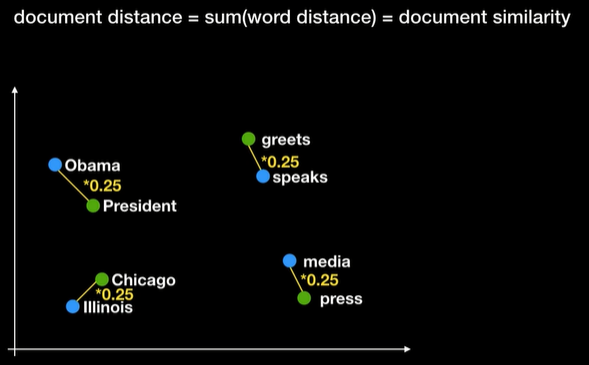 document distance = sum(word distance) = document similarity
greets
*0.25
speaks
Obama
*0.25
President
media
*0.25
press
Chicago
*0.25
Illinois